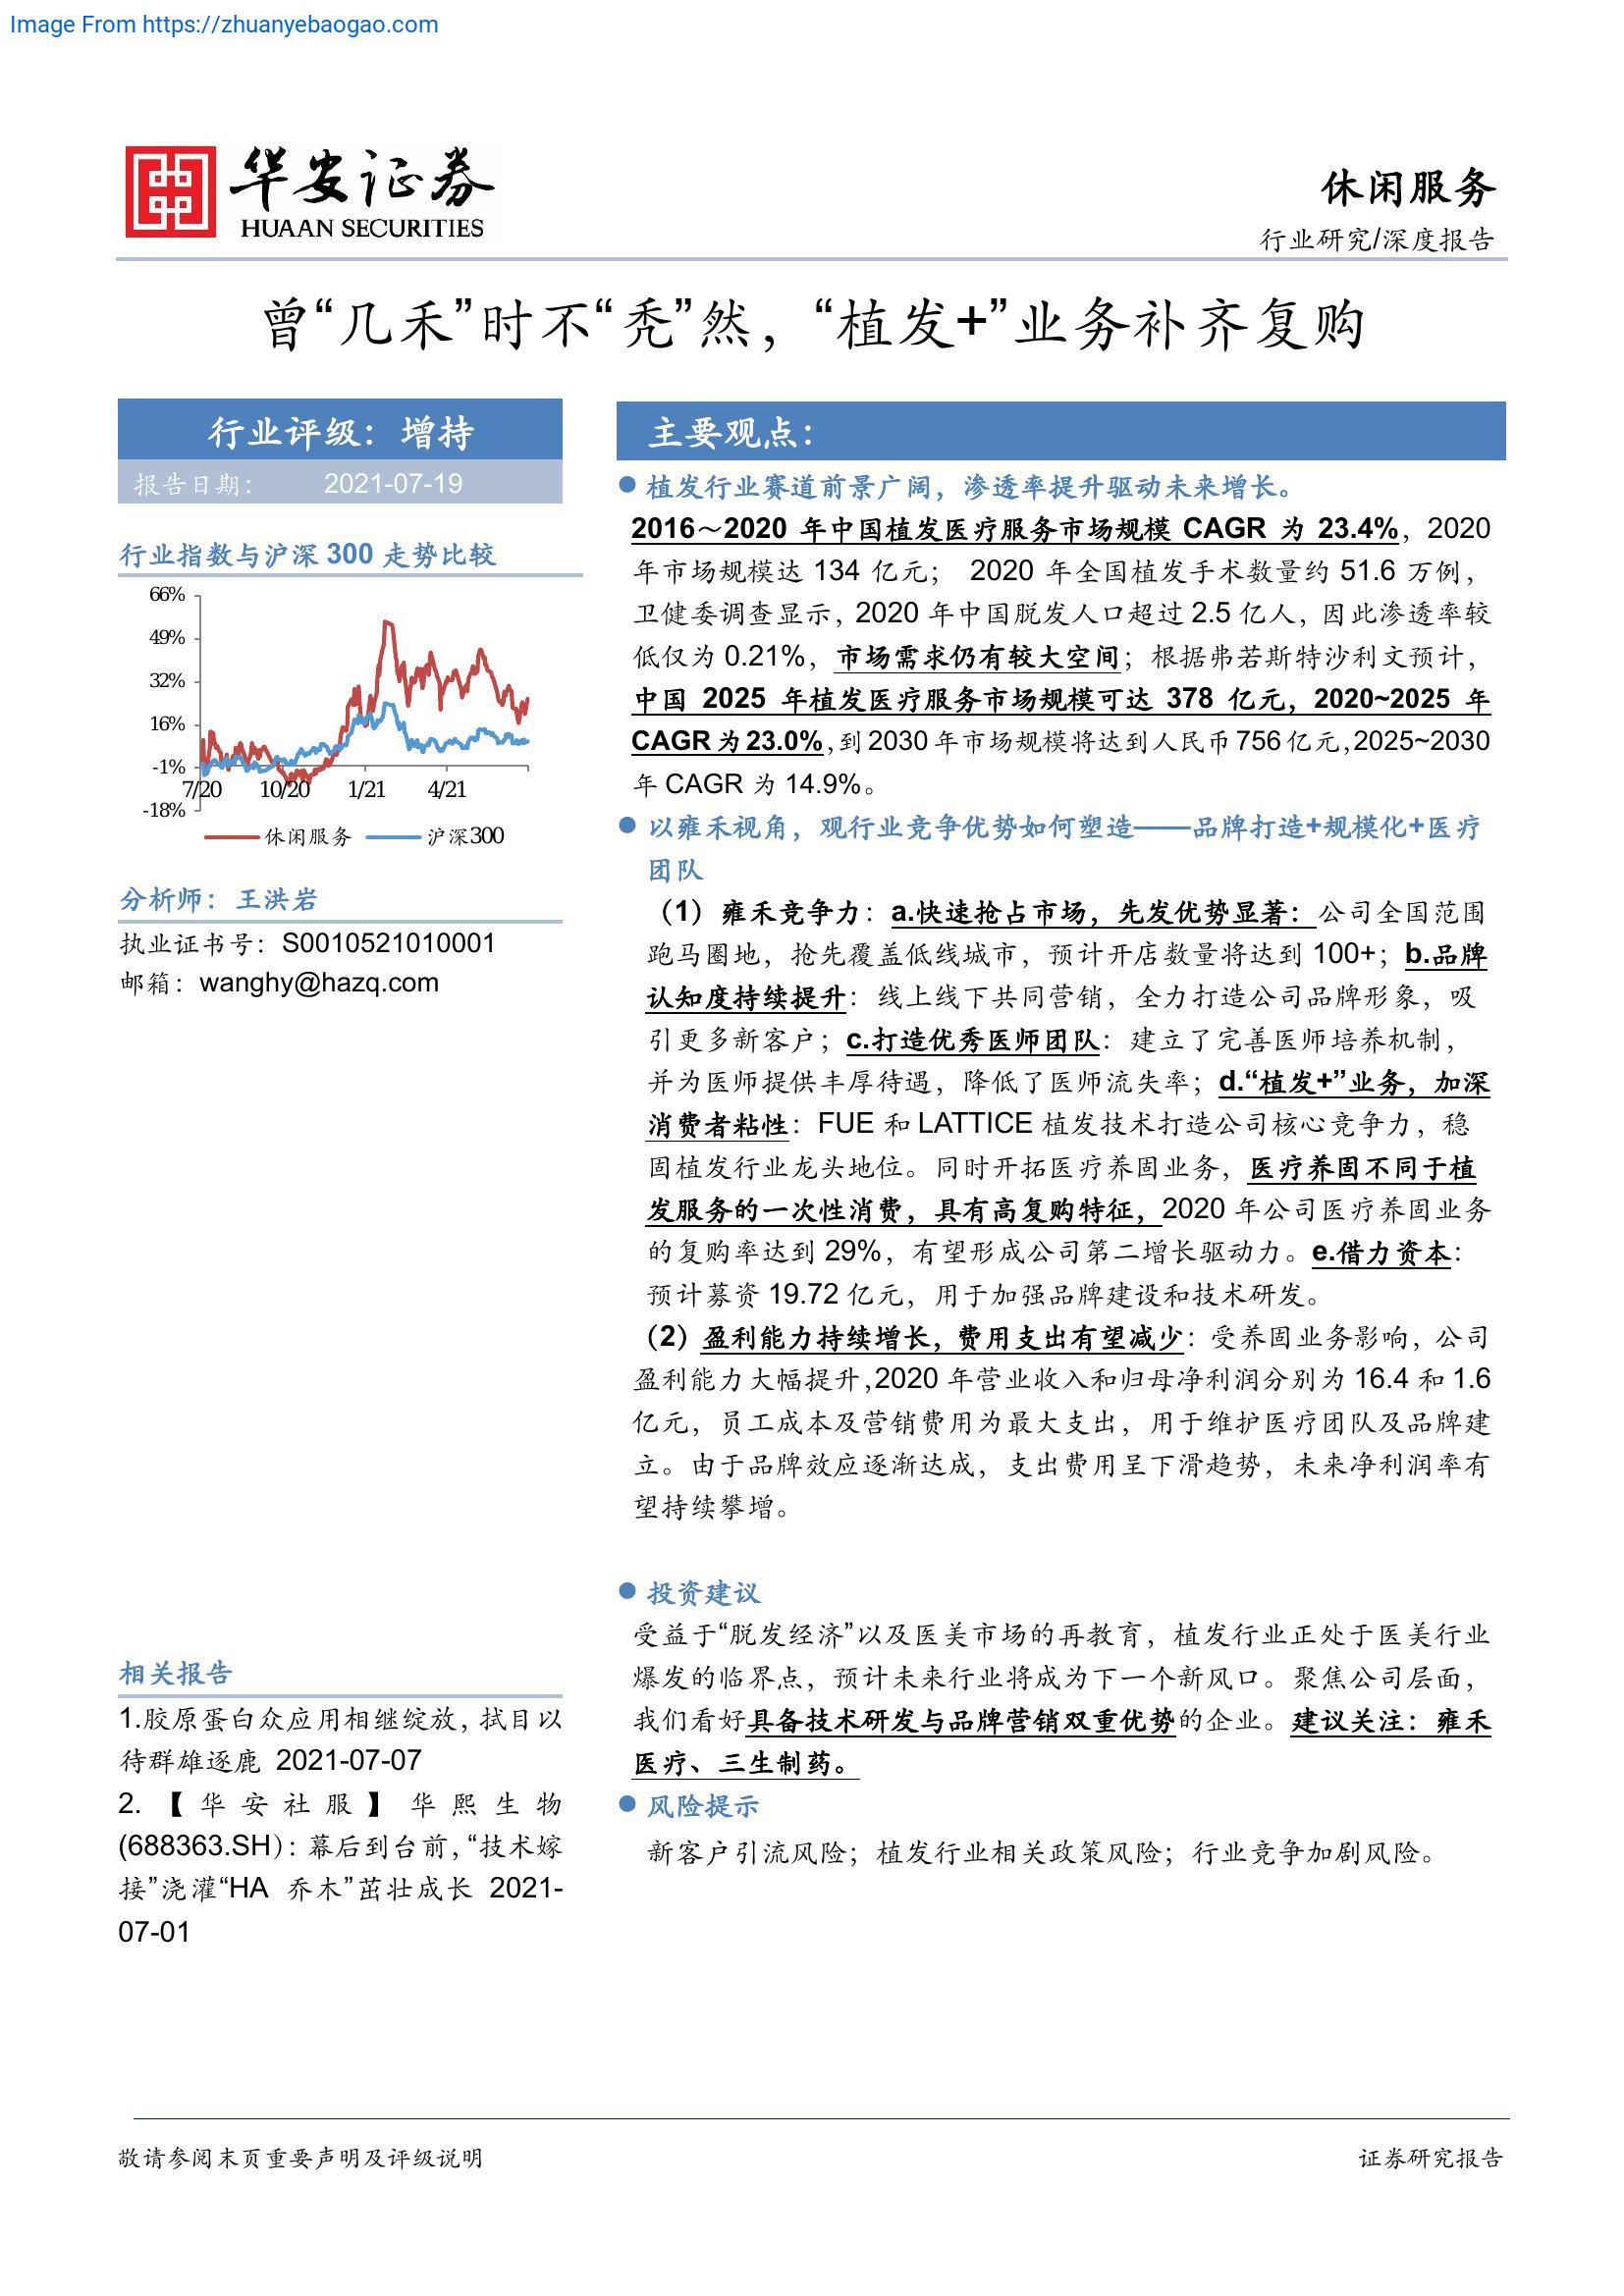 Image From https://zhuanyebaogao.com
华安证券
HUAAN SECURITIES
休闲服务
行业研究/深度报告
曾“几禾”时不“秃”然，“植发+”业务补齐复购
行业评级：增持
报告日期： 2021-07-19
行业指数与沪深 300 走势比较
66%
49%
32%
16%
-1%
-18%
7/20 10/20 1/21 4/21
休闲服务 沪深300
分析师：王洪岩
执业证书号：S0010521010001
邮箱：wanghy@hazq.com
相关报告
1.胶原蛋白众应用相继绽放，拭目以
待群雄逐鹿 2021-07-07
2. 【华安社服】华熙生物
(688363.SH)：幕后到台前，“技术嫁
接”浇灌“HA 乔木”茁壮成长 2021-
07-01
主要观点：
植发行业赛道前景广阔，渗透率提升驱动未来增长。
2016～2020 年中国植发医疗服务市场规模 CAGR 为 23.4%，2020
年市场规模达 134 亿元； 2020 年全国植发手术数量约 51.6 万例，
卫健委调查显示，2020 年中国脱发人口超过 2.5 亿人，因此渗透率较
低仅为 0.21%，市场需求仍有较大空间；根据弗若斯特沙利文预计，
中国 2025 年植发医疗服务市场规模可达 378 亿元，2020~2025 年
CAGR 为 23.0%，到 2030 年市场规模将达到人民币 756 亿元，2025~2030
年 CAGR 为 14.9%。
以雍禾视角，观行业竞争优势如何塑造——品牌打造+规模化+医疗
团队
（1）雍禾竞争力：a.快速抢占市场，先发优势显著：公司全国范围
跑马圈地，抢先覆盖低线城市，预计开店数量将达到 100+；b.品牌
认知度持续提升：线上线下共同营销，全力打造公司品牌形象，吸
引更多新客户；c.打造优秀医师团队：建立了完善医师培养机制，
并为医师提供丰厚待遇，降低了医师流失率；d.“植发+”业务，加深
消费者粘性：FUE 和 LATTICE 植发技术打造公司核心竞争力，稳
固植发行业龙头地位。同时开拓医疗养固业务，医疗养固不同于植
发服务的一次性消费，具有高复购特征，2020 年公司医疗养固业务
的复购率达到 29%，有望形成公司第二增长驱动力。e.借力资本：
预计募资 19.72 亿元，用于加强品牌建设和技术研发。
（2）盈利能力持续增长，费用支出有望减少：受养固业务影响，公司
盈利能力大幅提升，2020 年营业收入和归母净利润分别为 16.4 和 1.6
亿元，员工成本及营销费用为最大支出，用于维护医疗团队及品牌建
立。由于品牌效应逐渐达成，支出费用呈下滑趋势，未来净利润率有
望持续攀增。
投资建议
受益于“脱发经济”以及医美市场的再教育，植发行业正处于医美行业
爆发的临界点，预计未来行业将成为下一个新风口。聚焦公司层面，
我们看好具备技术研发与品牌营销双重优势的企业。建议关注：雍禾
医疗、三生制药。
风险提示
新客户引流风险；植发行业相关政策风险；行业竞争加剧风险。
敬请参阅末页重要声明及评级说明
证券研究报告